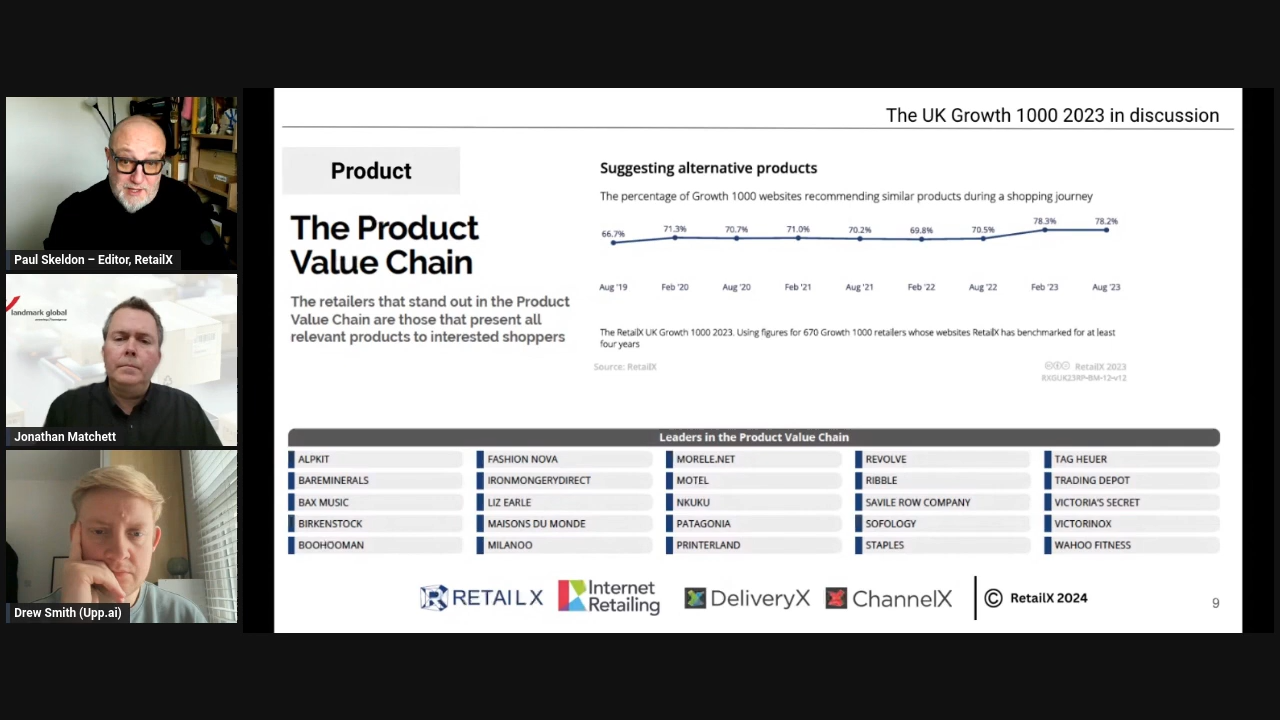 The UK Growth 1000 2023 in discussion
Product
The Product
Value Chain
The retailers that stand out in the Product
Value Chain are those that present all
relevant products to interested shoppers
Suggesting alternative products
The percentage of Growth 1000 websites recommending similar products during a shopping journey
66.7% 71.3% 70.7% 71.0% 70.2% 69.8% 70.5% 78.3% 78.2%
Aug '19 Feb '20 Aug '20 Feb '21 Aug '21 Feb '22 Aug '22 Feb '23 Aug '23
The RetailX UK Growth 1000 2023. Using figures for 670 Growth 1000 retailers whose websites RetailX has benchmarked for at least
four years
Source: RetailX
RetailX 2023
RXGUK23RP-BM-12-v12
Leaders in the Product Value Chain
ALPKIT FASHION NOVA MORELE.NET REVOLVE TAG HEUER
BAREMINERALS IRONMONGERYDIRECT MOTEL RIBBLE TRADING DEPOT
BAX MUSIC LIZ EARLE NKUKU SAVILE ROW COMPANY VICTORIA'S SECRET
BIRKENSTOCK MAISONS DU MONDE PATAGONIA SOFOLOGY VICTORINOX
BOOHOOMAN MILANOO PRINTERLAND STAPLES WAHOO FITNESS
RETAIL X
Internet
Retailing
DeliveryX
ChannelX
© RetailX 2024
9
Paul Skeldon – Editor, RetailX
landmark global
Jonathan Matchett
Drew Smith (Upp.ai)